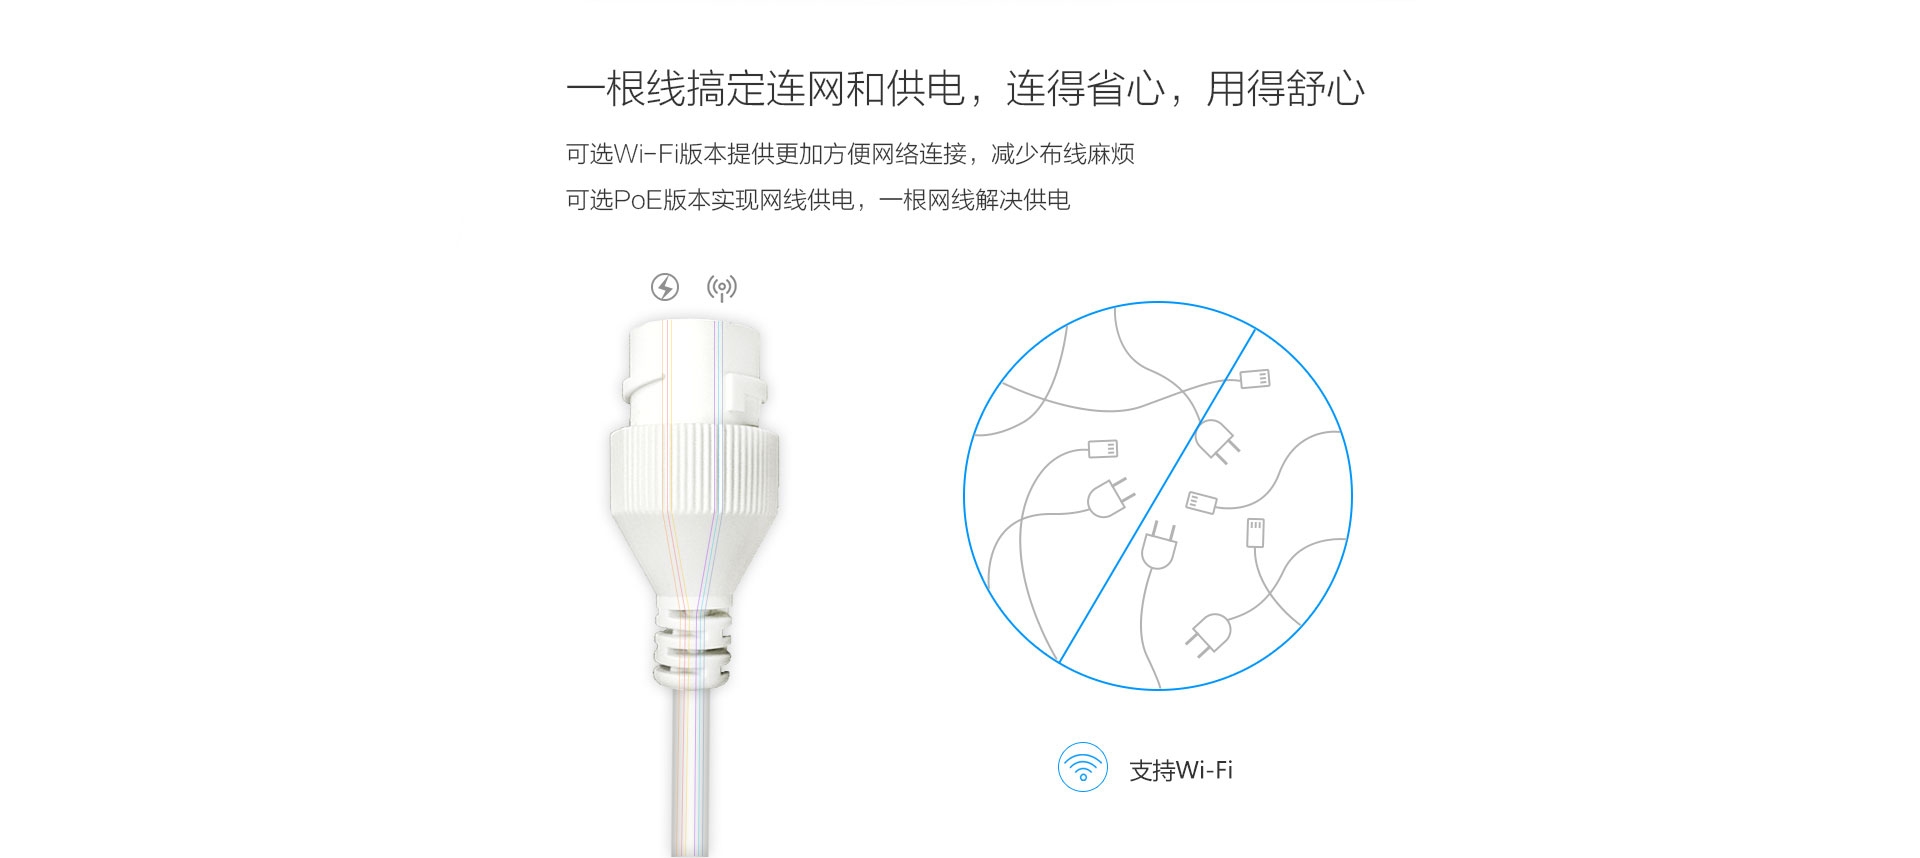 一根线搞定连网和供电，连得省心，用得舒心
可选Wi-Fi版本提供更加方便网络连接，减少布线麻烦
可选PoE版本实现网线供电，一根网线解决供电
支持Wi-Fi